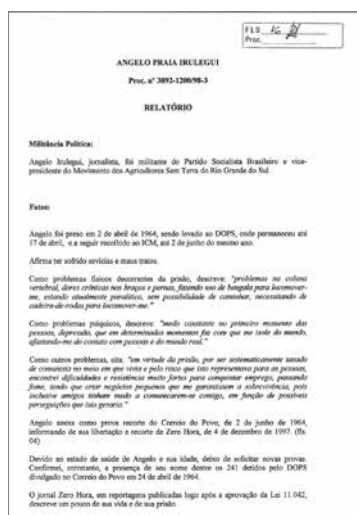 FLS. 16
Proc.
ANGELO PRAIA IRULEGUI
Proc. nº 3892-1200/98-3
RELATÓRIO
Militância Política:
Angelo Irulegui, jornalista, foi militante do Partido Socialista Brasileiro e vice-
presidente do Movimento dos Agricultores Sem Terra do Rio Grande do Sul.
Fatos:
Angelo foi preso em 2 de abril de 1964, sendo levado ao DOPS, onde permaneceu até
17 de abril, e a seguir recolhido ao ICM, até 2 de junho do mesmo ano.
Afirma ter sofrido sevícias e maus tratos.
Como problemas físicos decorrentes da prisão, descreve: "problemas na coluna
vertebral, dores crônicas nos braços e pernas, fazendo uso de bengala para locomover-
me, estando atualmente paralítico, sem possibilidade de caminhar, necessitando de
cadeira-de-rodas para locomover-me."
Como problemas psíquicos, descreve: "medo constante no primeiro momento das
pessoas, depressão, que em determinados momentos faz com que me isole do mundo,
afastando-me do contato com pessoas e do mundo real."
Como outros problemas, cita: "em virtude da prisão, por ser sistematicamente taxado
de comunista no meio em que vivia e pelo risco que isto representava para as pessoas,
encontrei dificuldades e resistência muito fortes para conquistar emprego, passando
fome, tendo que criar negócios pequenos que me garantissem a sobrevivência, pois
inclusive amigos tinham medo a comunicarem-se comigo, em função de possíveis
perseguições que isto geraria."
Angelo anexa como prova recorte do Correio do Povo, de 2 de junho de 1964,
informando de sua libertação e recorte de Zero Hora, de 4 de dezembro de 1997. (fls.
04)
Devido ao estado de saúde de Angelo e sua idade, deixo de solicitar novas provas.
Confirmei, entretanto, a presença de seu nome dentre os 241 detidos pelo DOPS
divulgado no Correio do Povo em 24 de abril de 1964.
O jornal Zero Hora, em reportagem publicadas logo após a aprovação da Lei 11.042,
descreve um pouco de sua vida e de sua prisão.